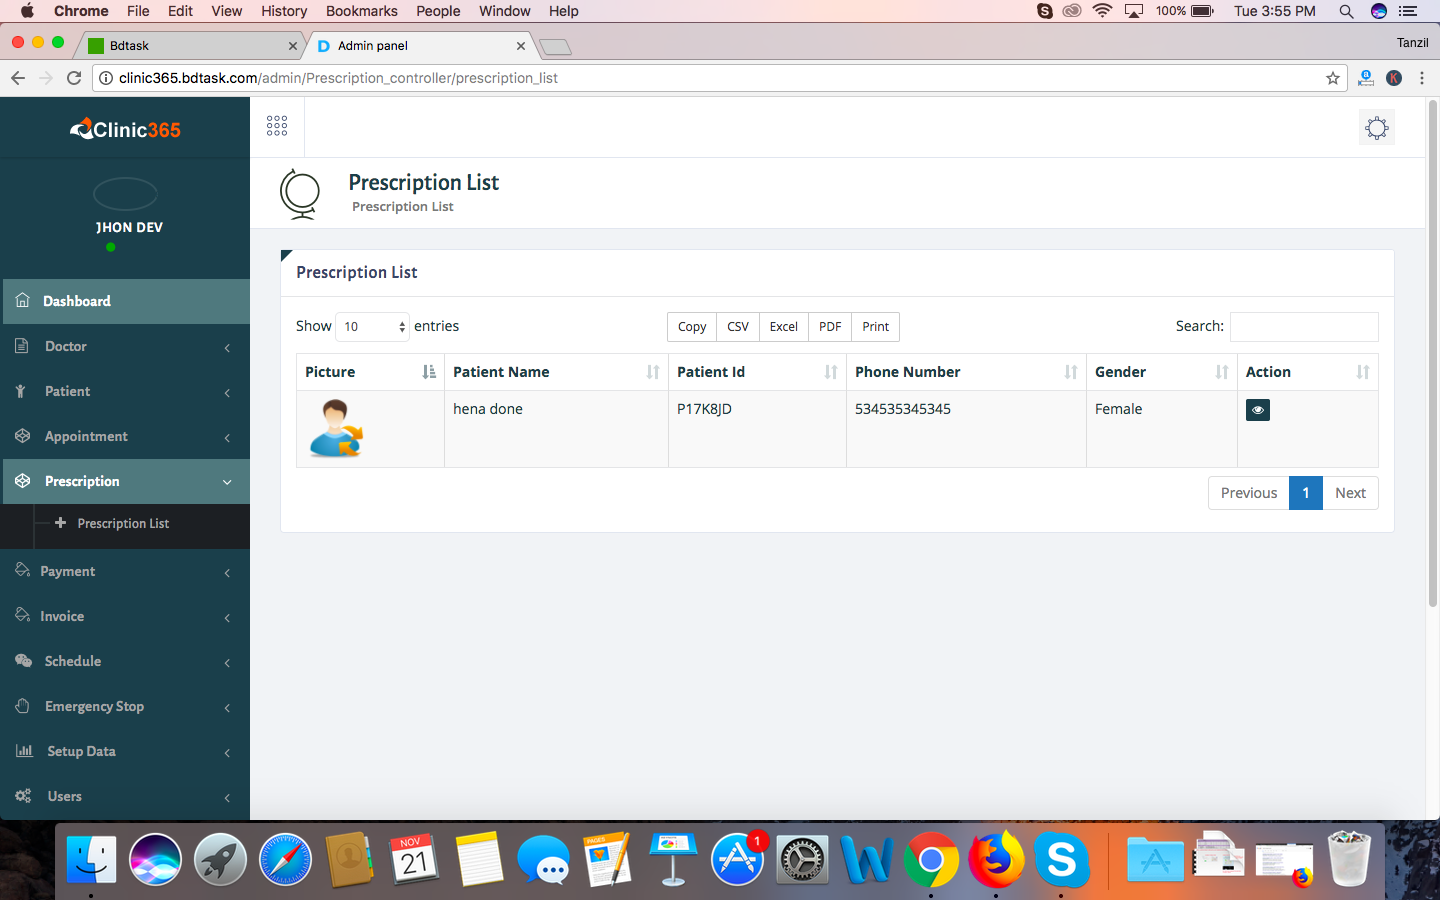 Chrome File Edit View History Bookmarks People Window Help 100% Tue 3:55 PM
Bdtask Admin panel Tanzil
clinic365.bdtask.com/admin/Prescription_controller/prescription_list
Clinic365
JHON DEV
Dashboard
Doctor
Patient
Appointment
Prescription
Prescription List
Payment
Invoice
Schedule
Emergency Stop
Setup Data
Users
Prescription List
Prescription List
Prescription List
Show 10 entries Copy CSV Excel PDF Print Search:
Picture Patient Name Patient Id Phone Number Gender Action
hena done P17K8JD 534535345345 Female
Previous 1 Next
NOV
21
PAGES
1